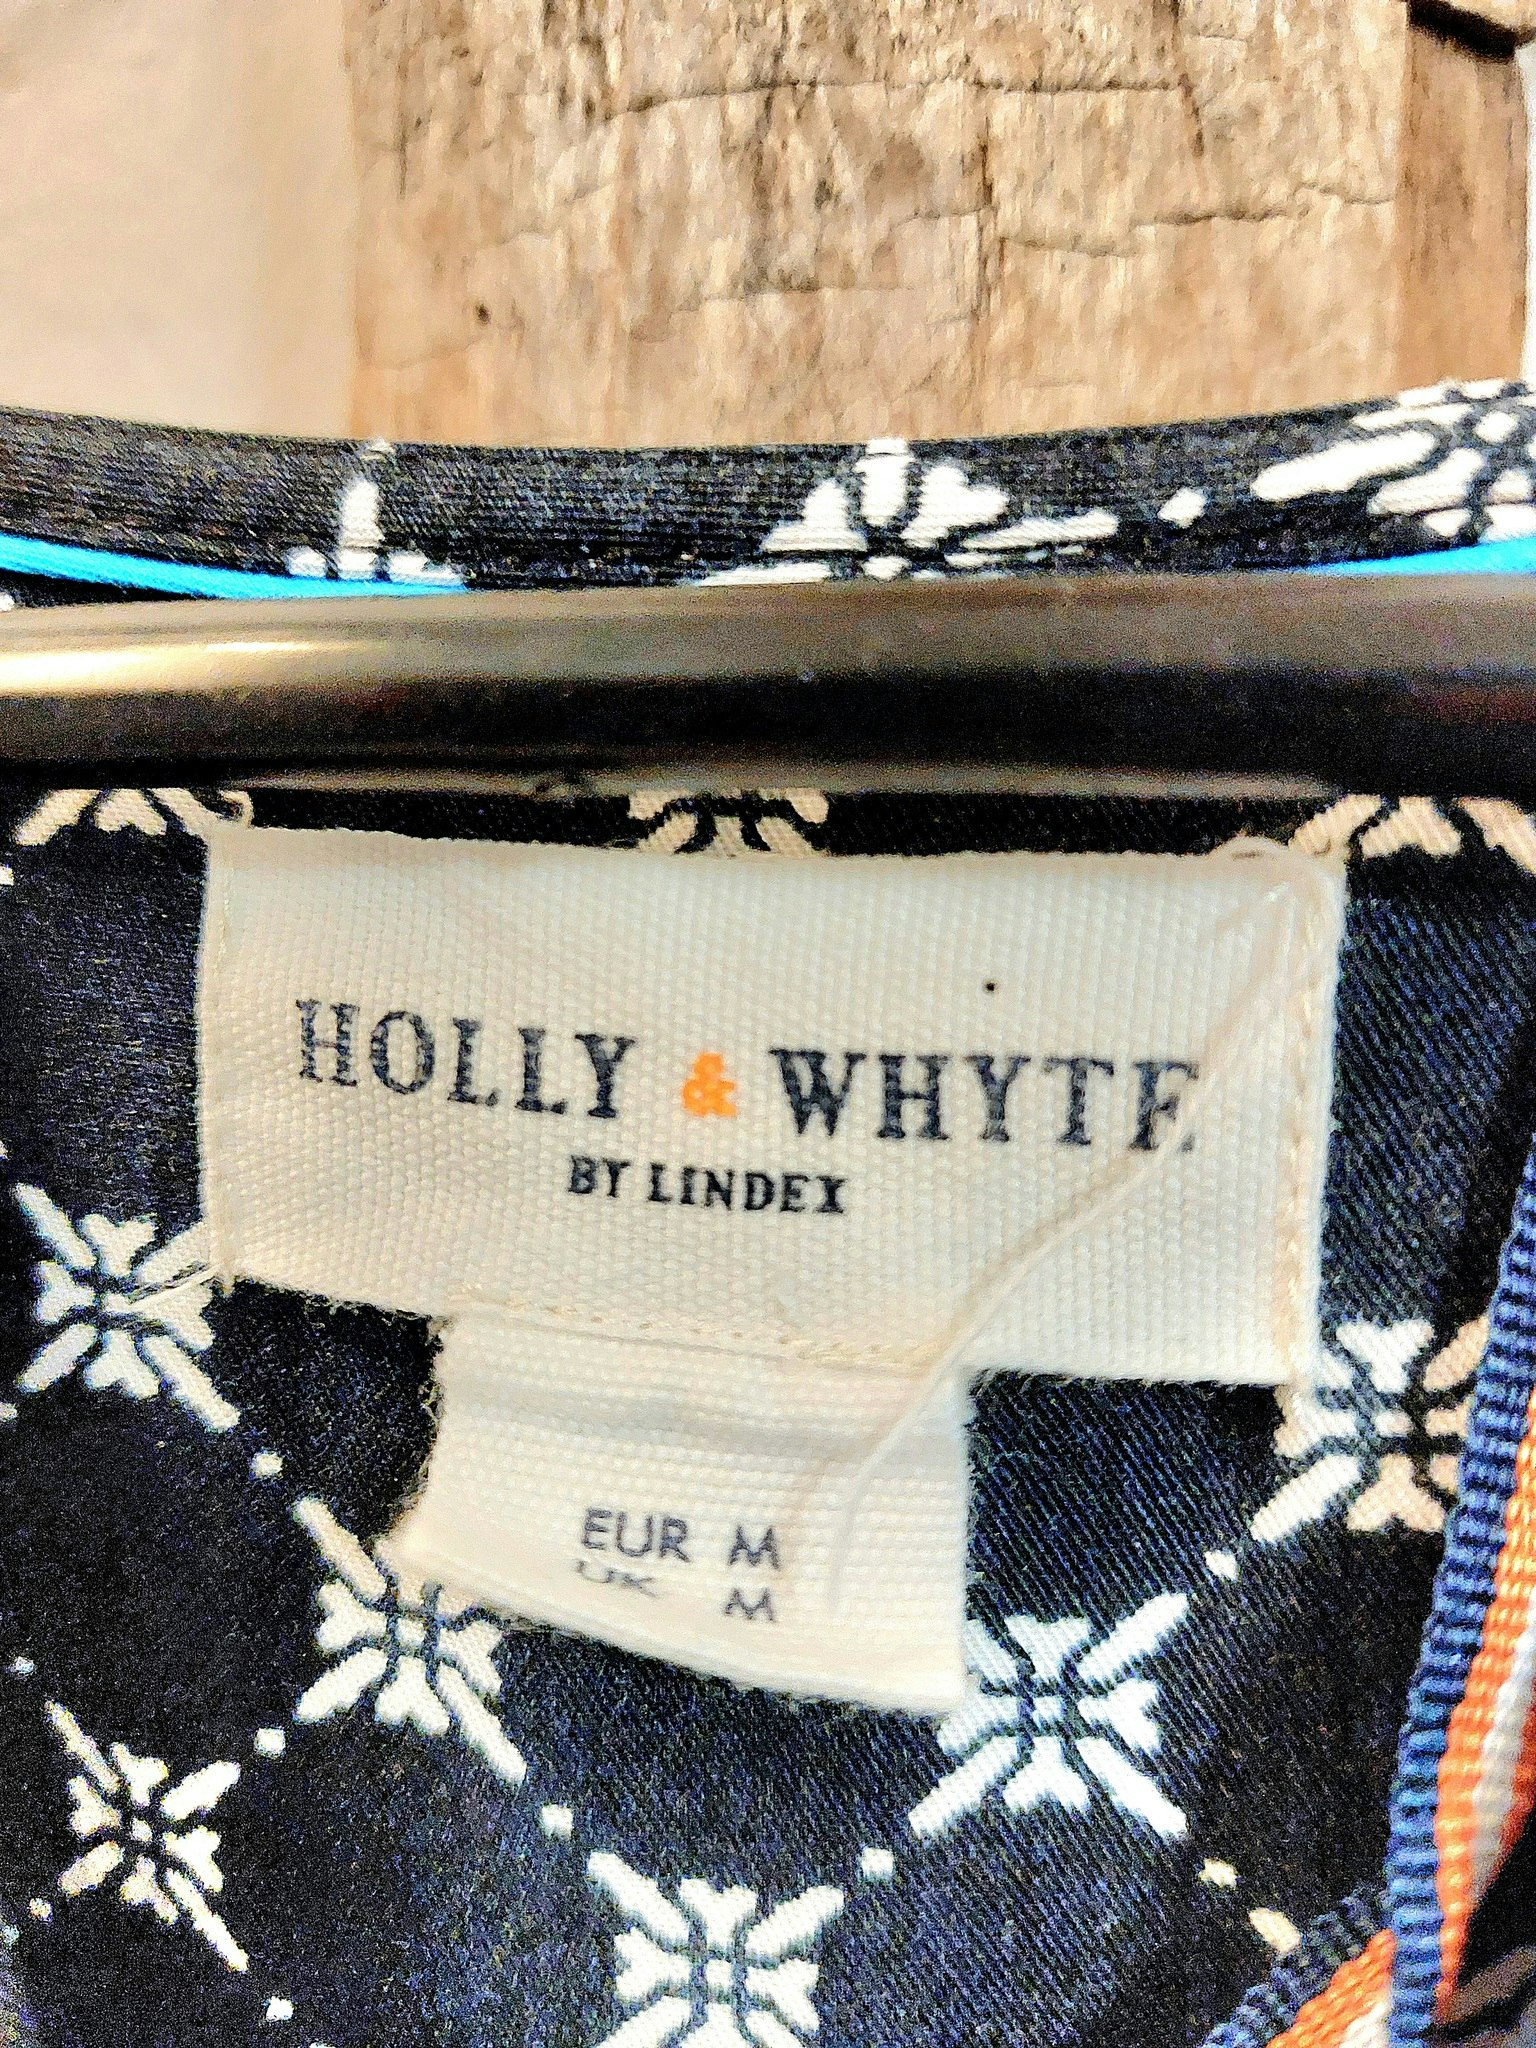 HOLLY & WHYTE
BY LINDEX
EUR M
UK M